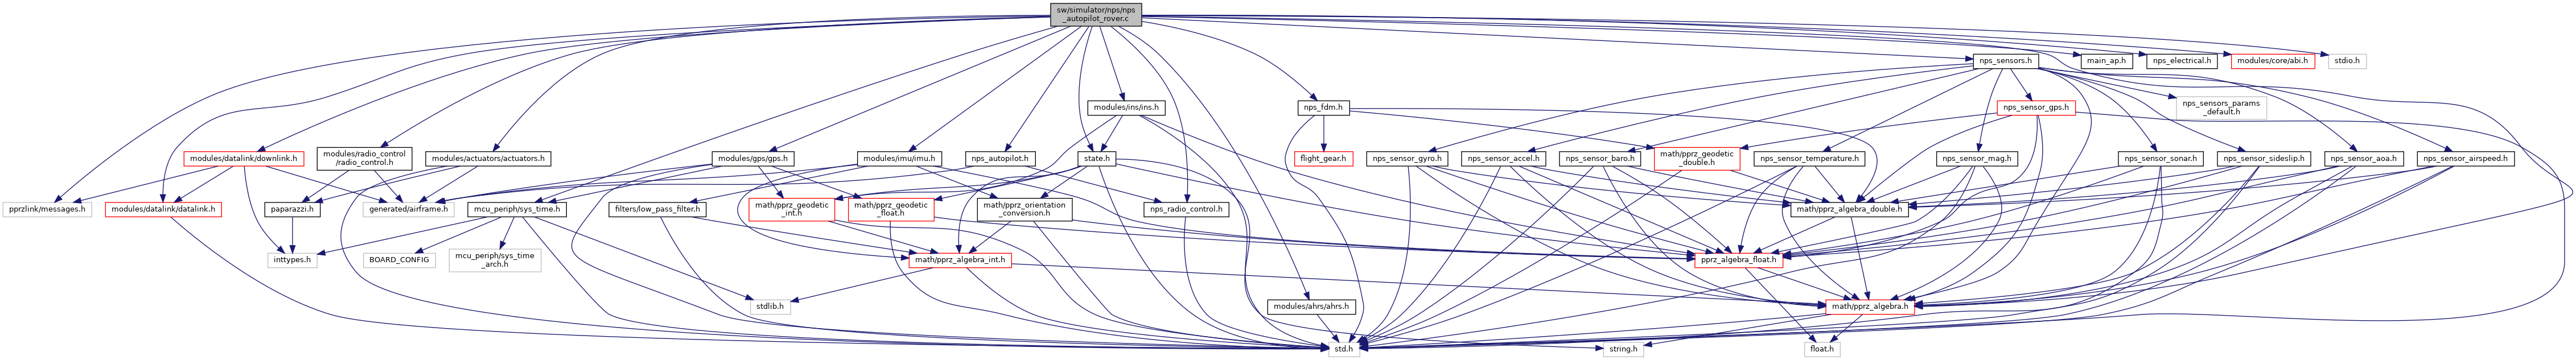 sw/simulator/nps/nps
_autopilot_rover.c
nps_sensors.h
main_ap.h
nps_electrical.h
modules/core/abi.h
stdio.h
modules/ins/ins.h
nps_fdm.h
nps_sensors_params
_default.h
nps_sensor_gps.h
modules/datalink/downlink.h
modules/radio_control
/radio_control.h
modules/actuators/actuators.h
modules/gps/gps.h
modules/imu/imu.h
nps_autopilot.h
state.h
flight_gear.h
nps_sensor_gyro.h
nps_sensor_accel.h
nps_sensor_baro.h
math/pprz_geodetic
_double.h
nps_sensor_temperature.h
nps_sensor_mag.h
nps_sensor_sonar.h
nps_sensor_sideslip.h
nps_sensor_aoa.h
nps_sensor_airspeed.h
pprzlink/messages.h
modules/datalink/datalink.h
paparazzi.h
generated/airframe.h
mcu_periph/sys_time.h
filters/low_pass_filter.h
math/pprz_geodetic
_int.h
math/pprz_geodetic
_float.h
math/pprz_orientation
_conversion.h
nps_radio_control.h
math/pprz_algebra_double.h
inttypes.h
BOARD_CONFIG
mcu_periph/sys_time
_arch.h
math/pprz_algebra_int.h
pprz_algebra_float.h
stdlib.h
modules/ahrs/ahrs.h
math/pprz_algebra.h
std.h
string.h
float.h